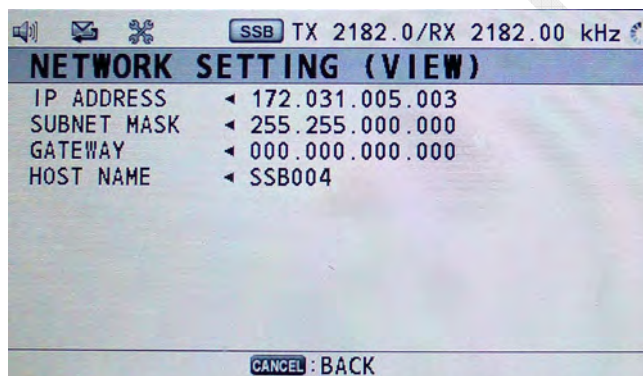 SSB TX 2182.0/RX 2182.00 kHz
NETWORK SETTING (VIEW)
IP ADDRESS ◄ 172.031.005.003
SUBNET MASK ◄ 255.255.000.000
GATEWAY ◄ 000.000.000.000
HOST NAME ◄ SSB004
CANCEL : BACK